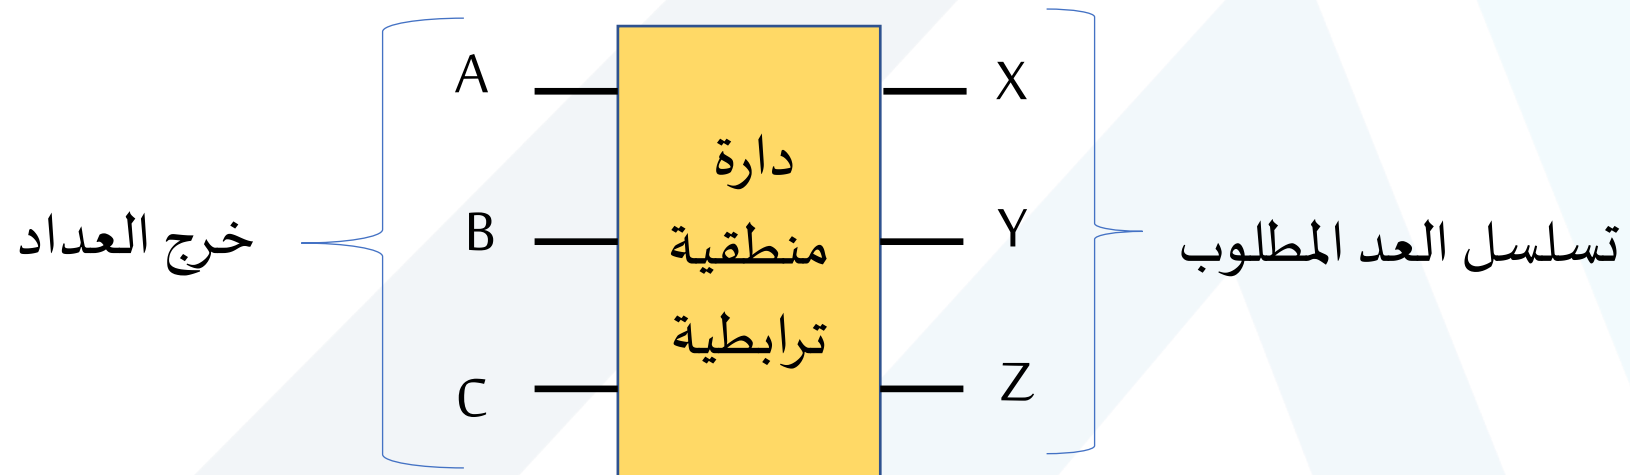 خرج العداد
A
B
C
دارة
منطقية
ترابطية
X
Y
Z
تسلسل العد المطلوب